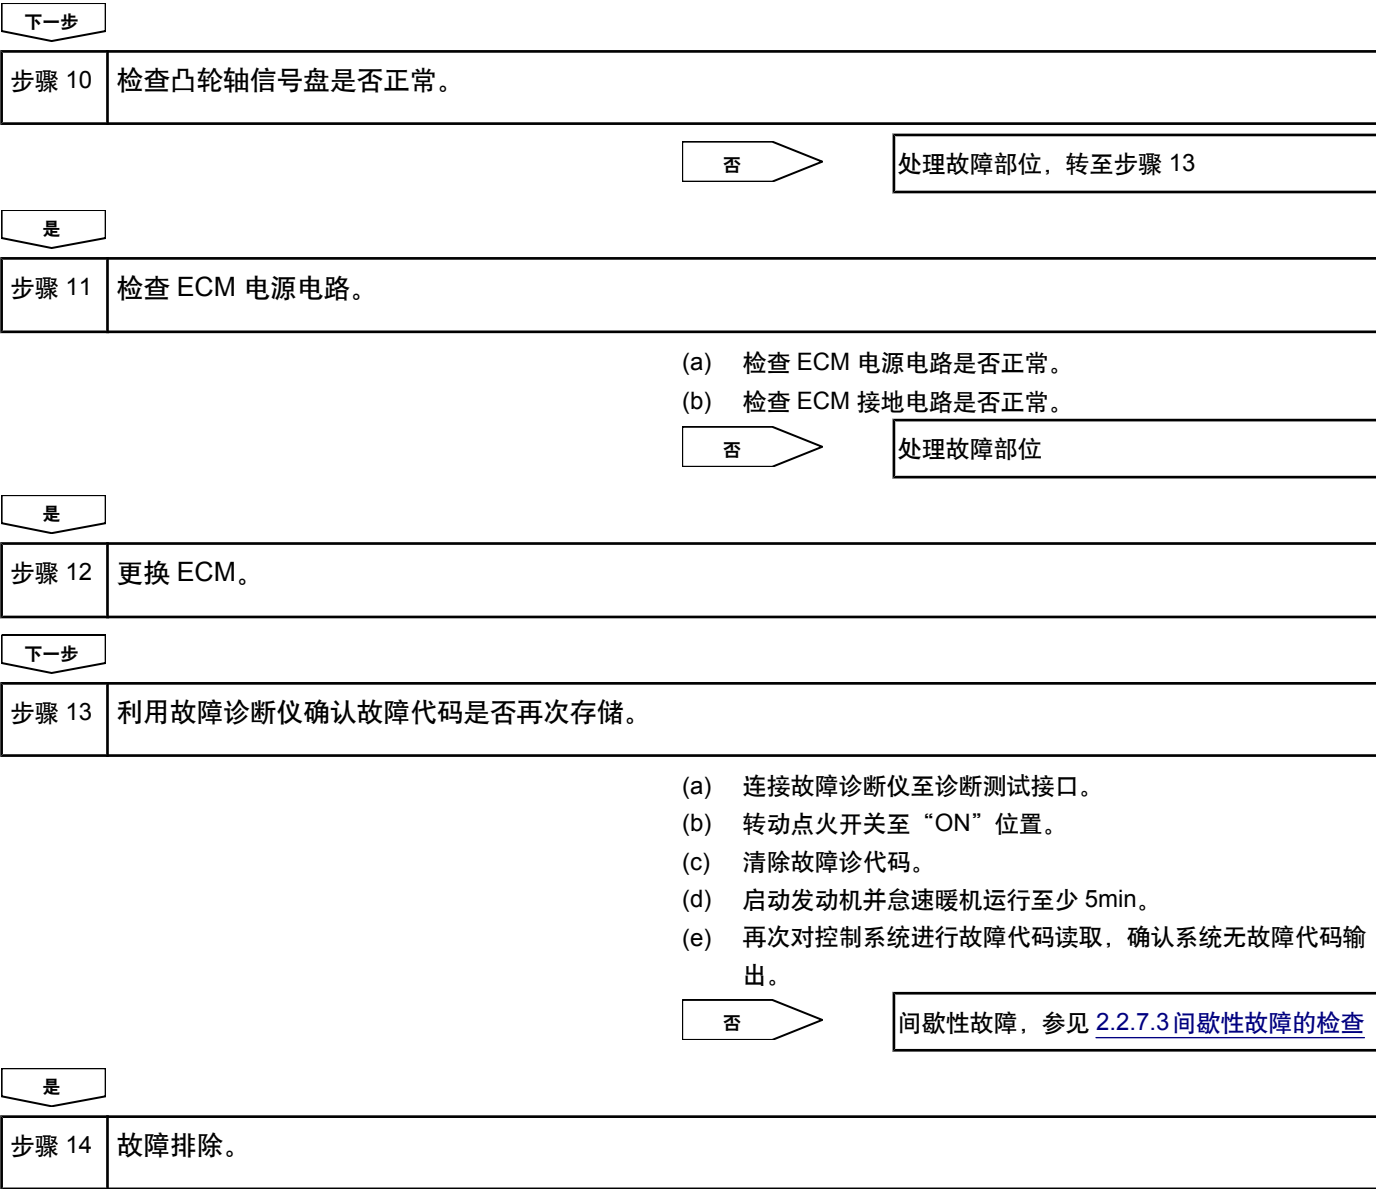 下一步
步骤 10 检查凸轮轴信号盘是否正常。
否 处理故障部位，转至步骤 13
是
步骤 11 检查 ECM 电源电路。
(a) 检查 ECM 电源电路是否正常。
(b) 检查 ECM 接地电路是否正常。
否 处理故障部位
是
步骤 12 更换 ECM。
下一步
步骤 13 利用故障诊断仪确认故障代码是否再次存储。
(a) 连接故障诊断仪至诊断测试接口。
(b) 转动点火开关至“ON”位置。
(c) 清除故障诊代码。
(d) 启动发动机并怠速暖机运行至少 5min。
(e) 再次对控制系统进行故障代码读取，确认系统无故障代码输
出。
否 间歇性故障，参见 2.2.7.3 间歇性故障的检查
是
步骤 14 故障排除。